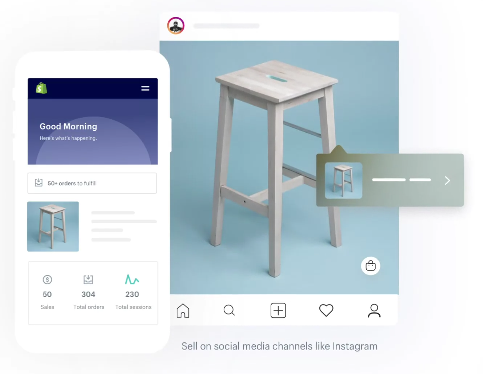 Good Morning
Here's what's happening.
50+ orders to fulfill
50
304
230
Sales
Total orders
Total sessions
Sell on social media channels like Instagram